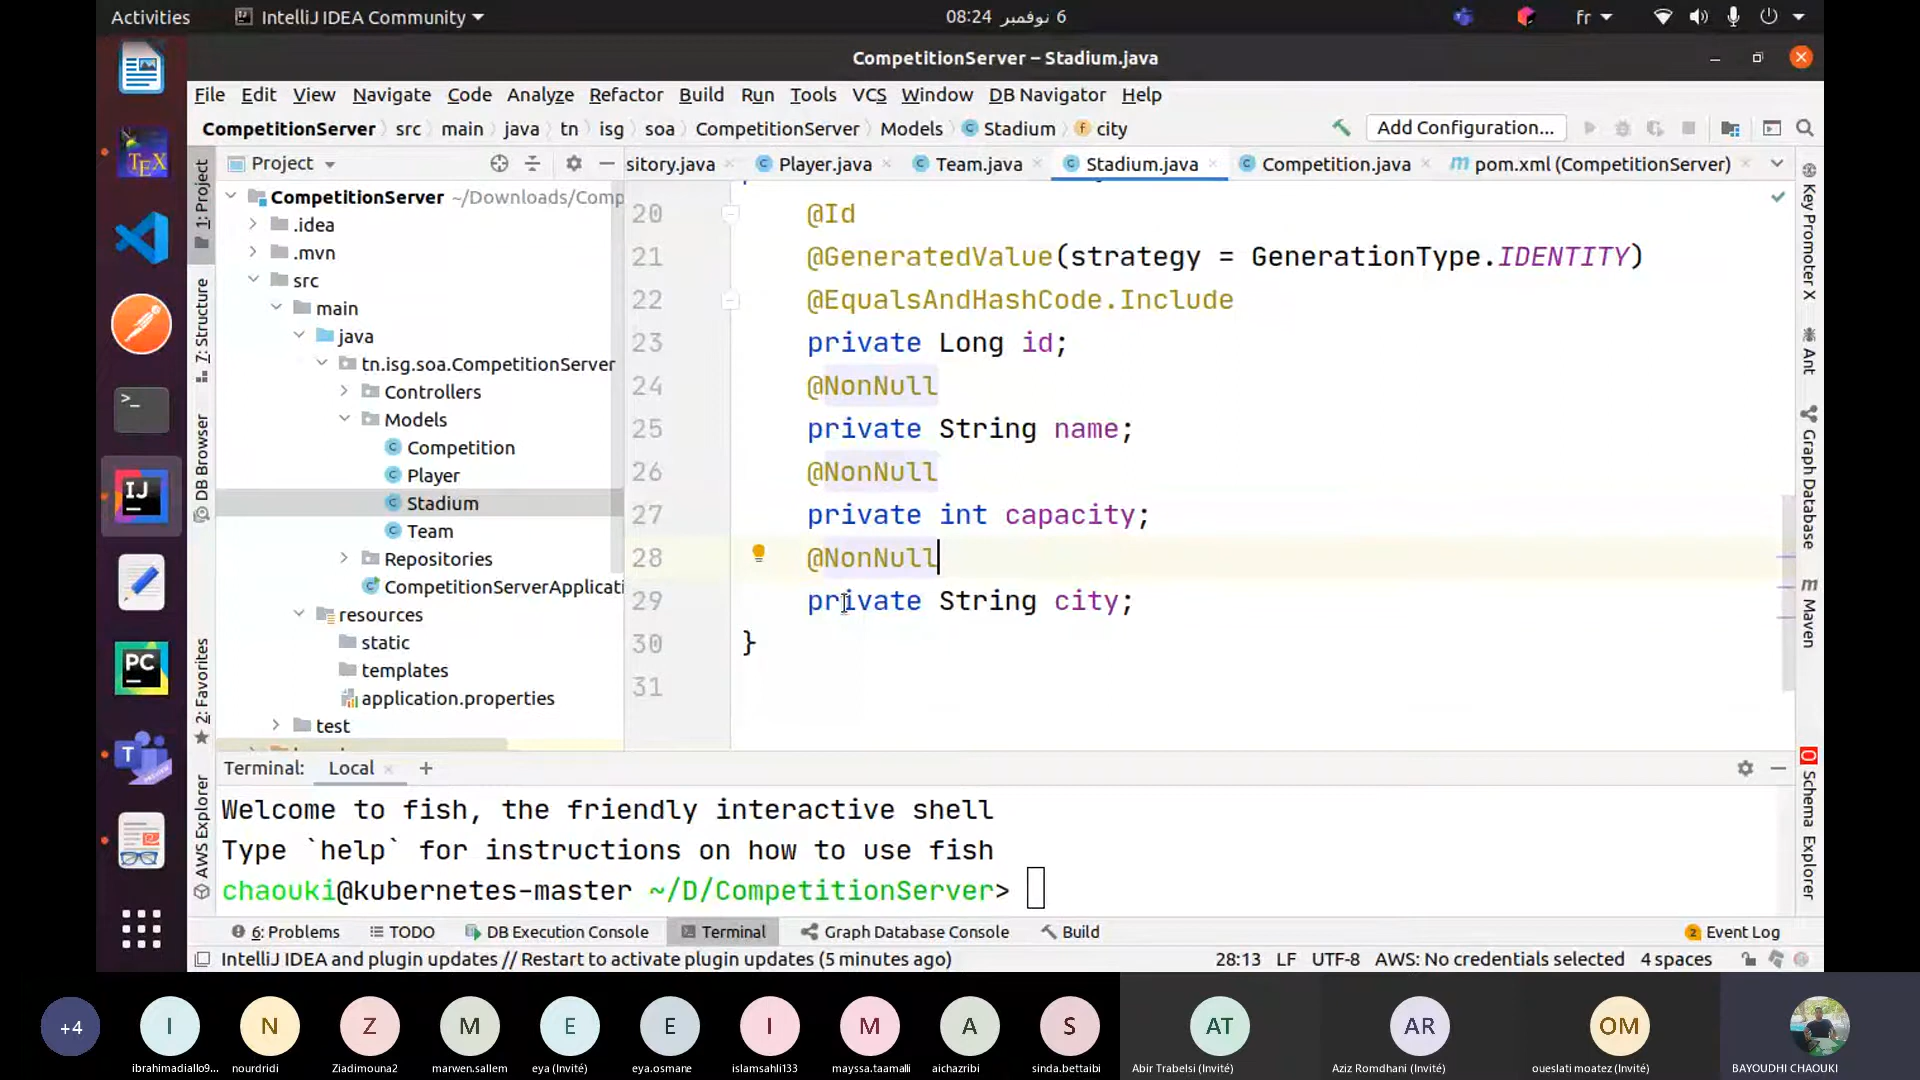 Activities IntelliJ IDEA Community 6 نوفمبر 08:24 fr
CompetitionServer – Stadium.java
File Edit View Navigate Code Analyze Refactor Build Run Tools VCS Window DB Navigator Help
CompetitionServer src main java tn isg soa CompetitionServer Models Stadium city Add Configuration...
Project sitory.java Player.java Team.java Stadium.java Competition.java pom.xml (CompetitionServer)
CompetitionServer ~/Downloads/Comp
.idea
.mvn
src
main
java
tn.isg.soa.CompetitionServer
Controllers
Models
Competition
Player
Stadium
Team
Repositories
CompetitionServerApplicati
resources
static
templates
application.properties
test
20 @Id
21 @GeneratedValue(strategy = GenerationType.IDENTITY)
22 @EqualsAndHashCode.Include
23 private Long id;
24 @NonNull
25 private String name;
26 @NonNull
27 private int capacity;
28 @NonNull
29 private String city;
30 }
31
1: Project
7: Structure
DB Browser
2: Favorites
AWS Explorer
Key Promoter X
Ant
Graph Database
Maven
Schema Explorer
Terminal: Local +
Welcome to fish, the friendly interactive shell
Type `help` for instructions on how to use fish
chaouki@kubernetes-master ~/D/CompetitionServer>
6: Problems TODO DB Execution Console Terminal Graph Database Console Build 2 Event Log
IntelliJ IDEA and plugin updates // Restart to activate plugin updates (5 minutes ago) 28:13 LF UTF-8 AWS: No credentials selected 4 spaces
+4 I N Z M E E I M A S AT AR OM
ibrahimadiallo9... nourdridi Ziadimouna2 marwen.sallem eya (Invité) eya.osmane islamsahli133 mayssa.taamalli aichazribi sinda.bettaibi Abir Trabelsi (Invité) Aziz Romdhani (Invité) oueslati moatez (Invité) BAYOUDHI CHAOUKI